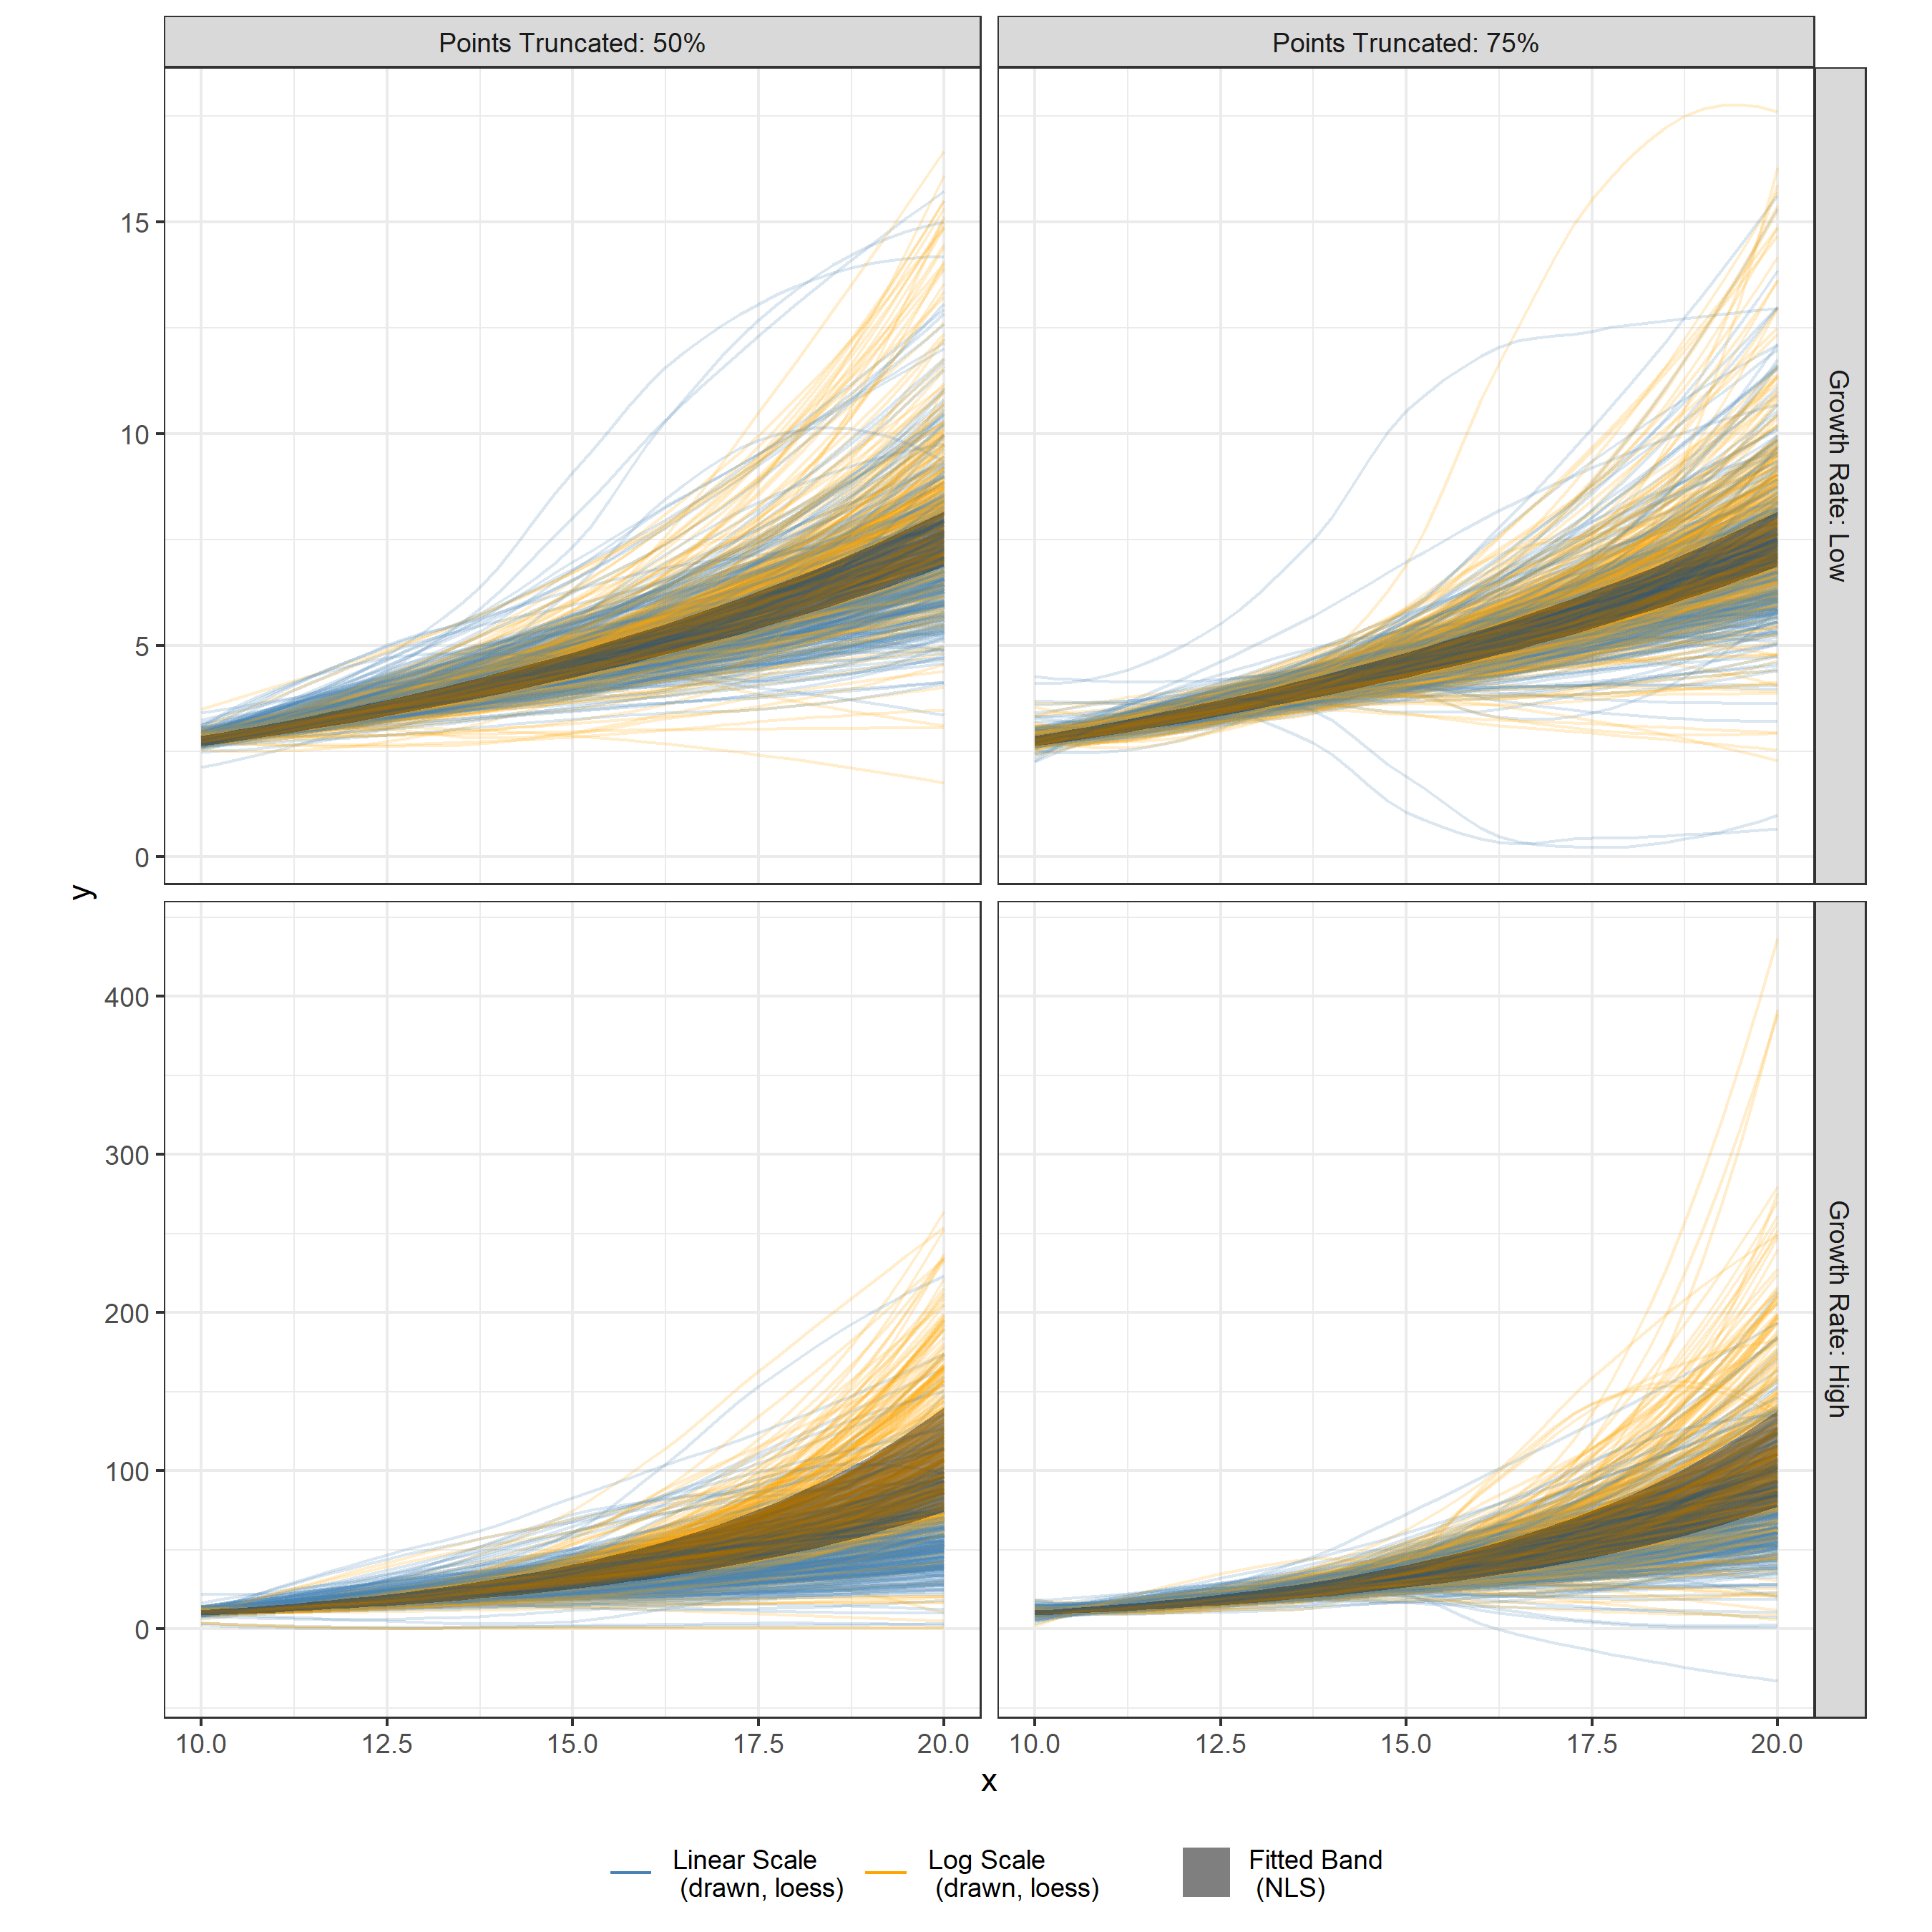 Points Truncated: 50%
Points Truncated: 75%
15
10
5
0
Growth Rate: Low
y
400
300
200
100
0
Growth Rate: High
10.0 12.5 15.0 17.5 20.0
10.0 12.5 15.0 17.5 20.0
x
Linear Scale
(drawn, loess)
Log Scale
(drawn, loess)
Fitted Band
(NLS)